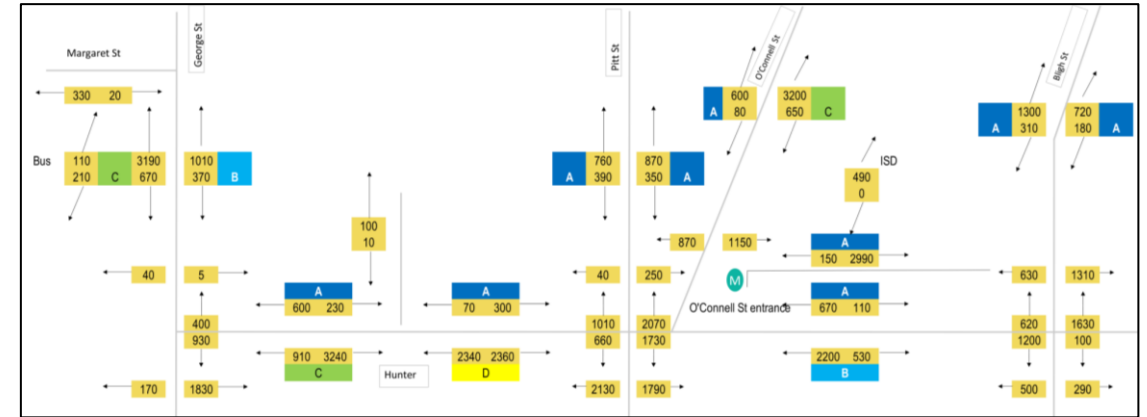 Margaret St
George St
Pitt St
O'Connell St
Bligh St
330 20
Bus
110
210
C
3190
670
1010
370
B
100
10
A
760
390
870
350
A
A
600
80
3200
650
C
ISD
490
0
A
1300
310
720
180
A
870
1150
A
150 2990
M
O'Connell St entrance
A
670 110
40
5
A
600 230
A
70 300
40
250
630
1310
400
930
1010
660
2070
1730
620
1200
1630
100
910 3240
C
Hunter
2340 2360
D
2200 530
B
170
1830
2130
1790
500
290